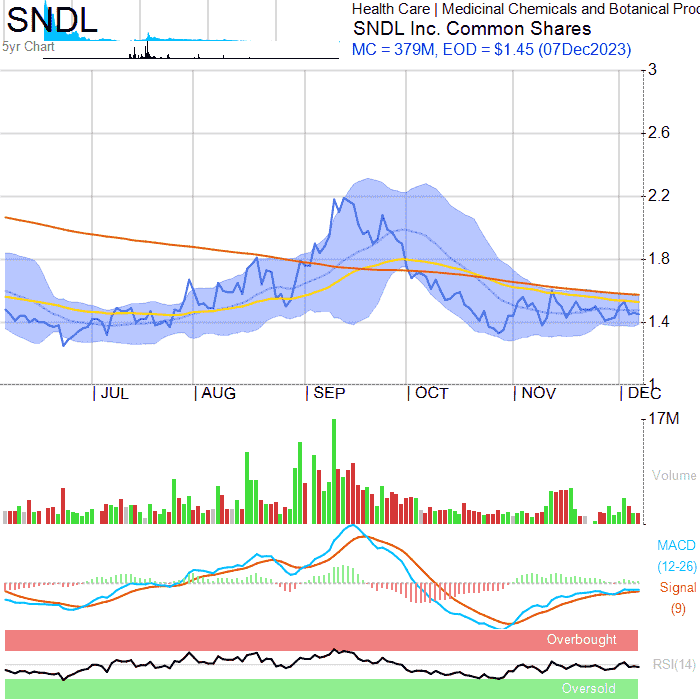 SNDL
Health Care | Medicinal Chemicals and Botanical Proc
SNDL Inc. Common Shares
5yr Chart
MC = 379M, EOD = $1.45 (07Dec2023)
3
2.6
2.2
1.8
1.4
1
JUL AUG SEP OCT NOV DEC
17M
Volume
MACD
(12-26)
Signal
(9)
Overbought
RSI(14)
Oversold